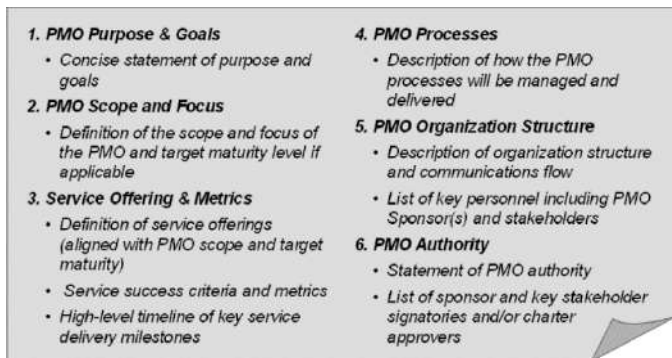 1. PMO Purpose & Goals
• Concise statement of purpose and
goals
2. PMO Scope and Focus
• Definition of the scope and focus of
the PMO and target maturity level if
applicable
3. Service Offering & Metrics
• Definition of service offerings
(aligned with PMO scope and target
maturity)
• Service success criteria and metrics
• High-level timeline of key service
delivery milestones
4. PMO Processes
• Description of how the PMO
processes will be managed and
delivered
5. PMO Organization Structure
• Description of organization structure
and communications flow
• List of key personnel including PMO
Sponsor(s) and stakeholders
6. PMO Authority
• Statement of PMO authority
• List of sponsor and key stakeholder
signatories and/or charter
approvers